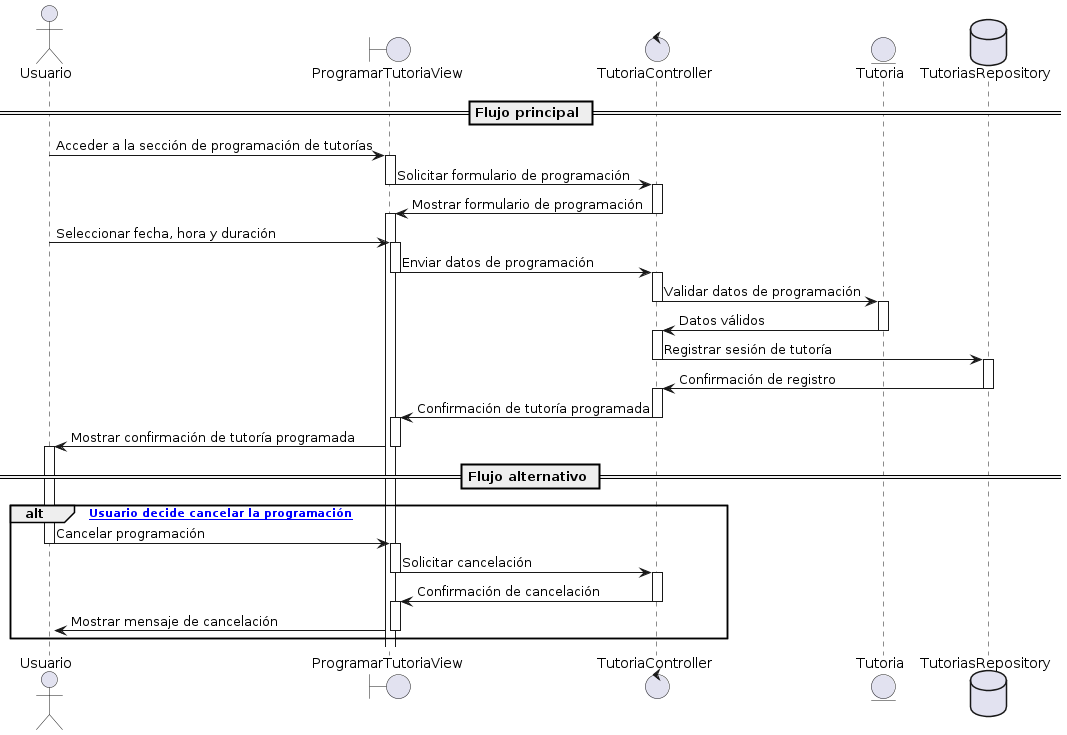 Usuario
ProgramarTutoriaView
TutoriaController
Tutoria
TutoriasRepository
Flujo principal
Acceder a la sección de programación de tutorías
Solicitar formulario de programación
Mostrar formulario de programación
Seleccionar fecha, hora y duración
Enviar datos de programación
Validar datos de programación
Datos válidos
Registrar sesión de tutoría
Confirmación de registro
Confirmación de tutoría programada
Mostrar confirmación de tutoría programada
Flujo alternativo
alt
Usuario decide cancelar la programación
Cancelar programación
Solicitar cancelación
Confirmación de cancelación
Mostrar mensaje de cancelación
Usuario
ProgramarTutoriaView
TutoriaController
Tutoria
TutoriasRepository